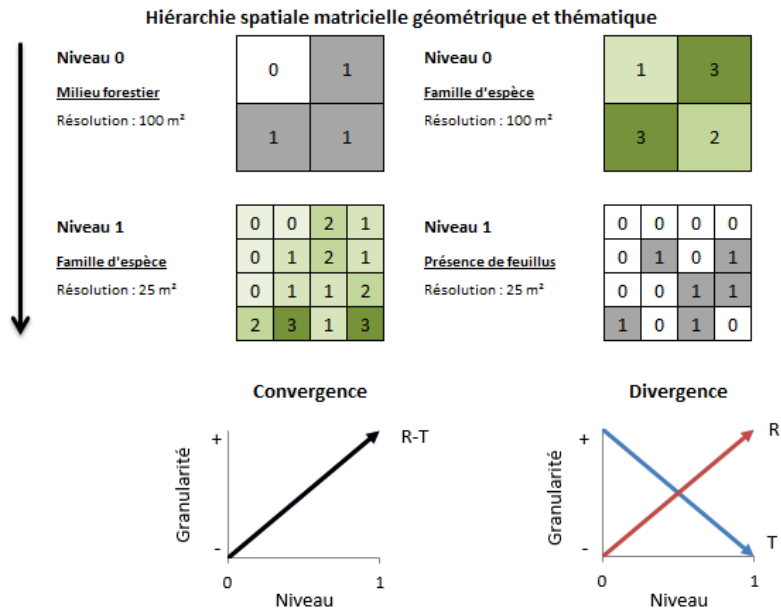 Hiérarchie spatiale matricielle géométrique et thématique
Niveau 0
Milieu forestier
Résolution : 100 m²
0 1
1 1
Niveau 0
Famille d'espèce
Résolution : 100 m²
1 3
3 2
Niveau 1
Famille d'espèce
Résolution : 25 m²
0 0 2 1
0 1 2 1
0 1 1 2
2 3 1 3
Niveau 1
Présence de feuillus
Résolution : 25 m²
0 0 0 0
0 1 0 1
0 0 1 1
1 0 1 0
Convergence
+
R-T
Granularité
-
0 1
Niveau
Divergence
+
R
Granularité
-
T
0 1
Niveau